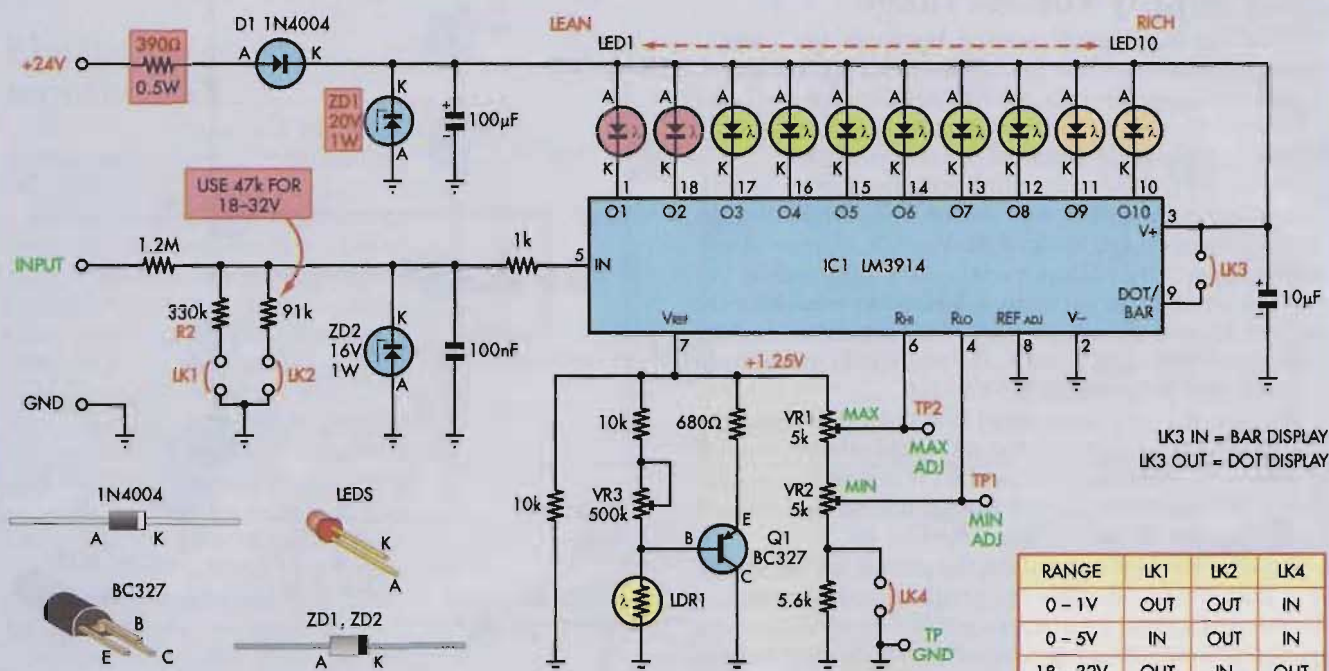 D1 1N4004
LEAN
RICH
LED1
LED10
+24V
390Ω
0.5W
A
K
ZD1
20V
1W
K
A
+
100µF
A A A A A A A A A A
λ λ λ λ λ λ λ λ λ λ
K K K K K K K K K K
1 18 17 16 15 14 13 12 11 10
O1 O2 O3 O4 O5 O6 O7 O8 O9 O10
3
V+
USE 47k FOR
18–32V
1.2M
INPUT
1k
5
IN
IC1 LM3914
LK3
DOT/
BAR
9
+
10µF
330k
R2
91k
LK1
LK2
ZD2
16V
1W
K
A
100nF
VREF
RHI
RLO
REF ADJ
V–
7
6
4
8
2
+1.25V
GND
10k
10k
680Ω
VR1
5k
MAX
TP2
MAX
ADJ
LK3 IN = BAR DISPLAY
LK3 OUT = DOT DISPLAY
VR3
500k
VR2
5k
MIN
TP1
MIN
ADJ
B
E
C
Q1
BC327
λ
LDR1
5.6k
LK4
TP
GND
1N4004
A
K
LEDS
K
A
BC327
B
E
C
ZD1, ZD2
A
K
RANGE LK1 LK2 LK4
0 – 1V OUT OUT IN
0 – 5V IN OUT IN
18 – 32V OUT IN OUT